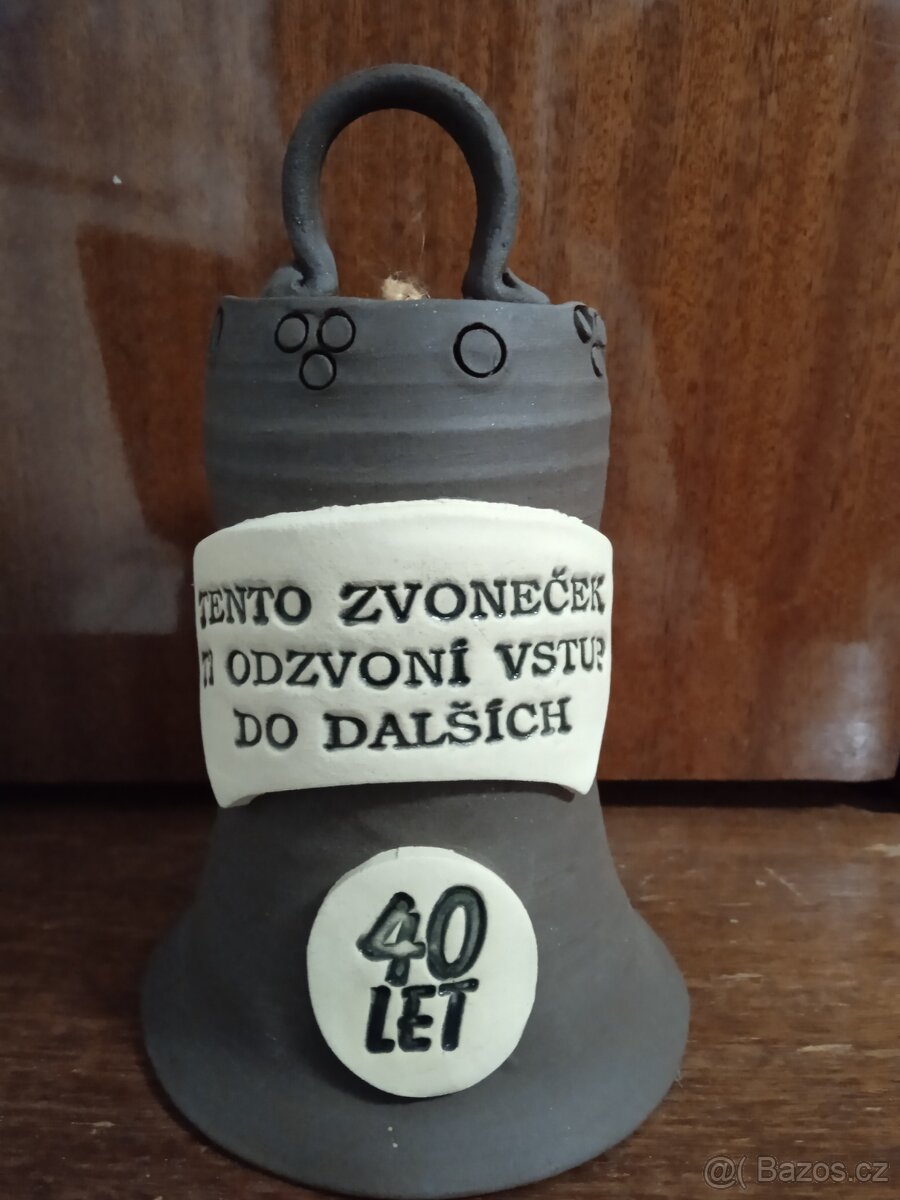 TENTO ZVONEČEK
TI ODZVONÍ VSTUP
DO DALŠÍCH
40
LET
@( Bazos.cz